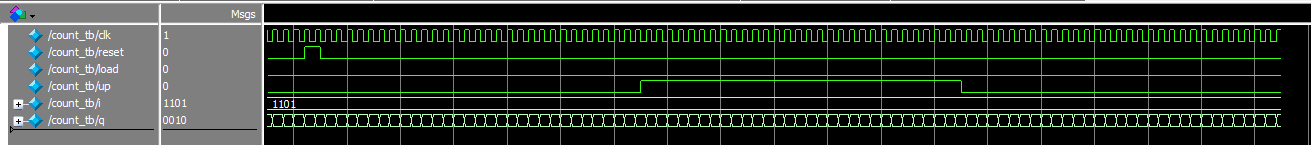 Msgs
/count_tb/clk 1
/count_tb/reset 0
/count_tb/load 0
/count_tb/up 0
/count_tb/i 1101 1101
/count_tb/q 0010